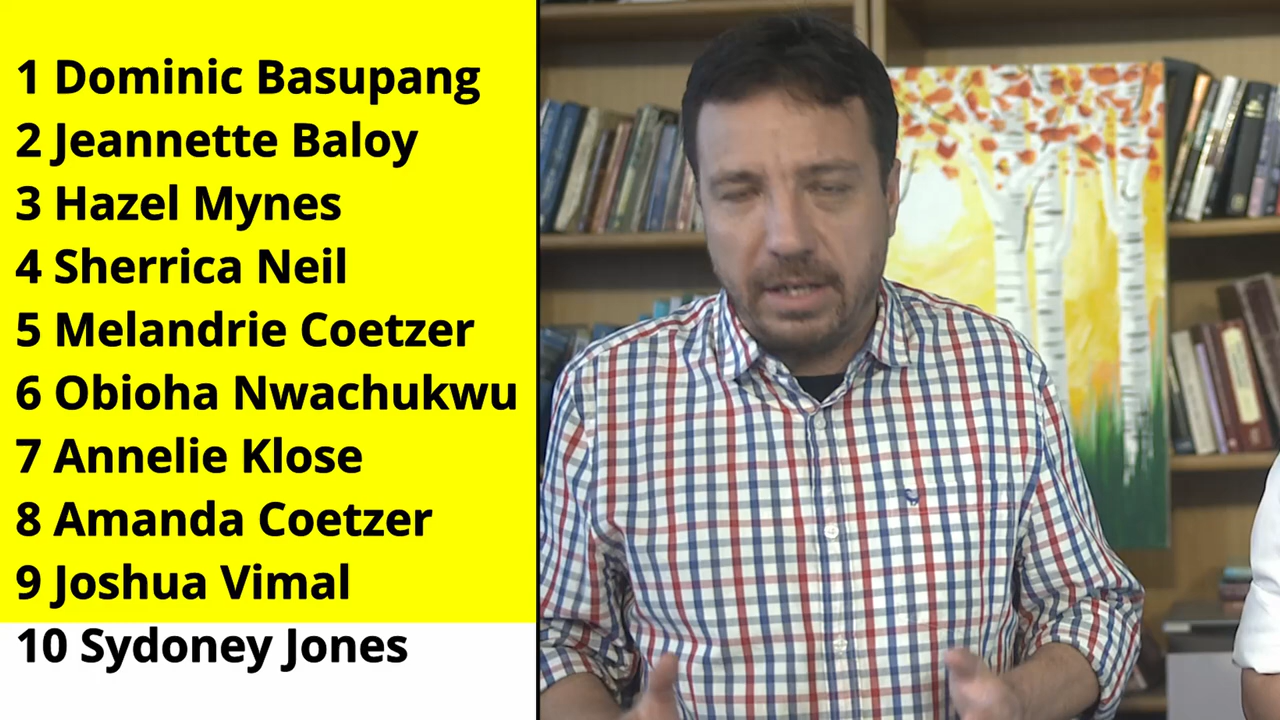 1 Dominic Basupang
2 Jeannette Baloy
3 Hazel Mynes
4 Sherrica Neil
5 Melandrie Coetzer
6 Obioha Nwachukwu
7 Annelie Klose
8 Amanda Coetzer
9 Joshua Vimal
10 Sydoney Jones